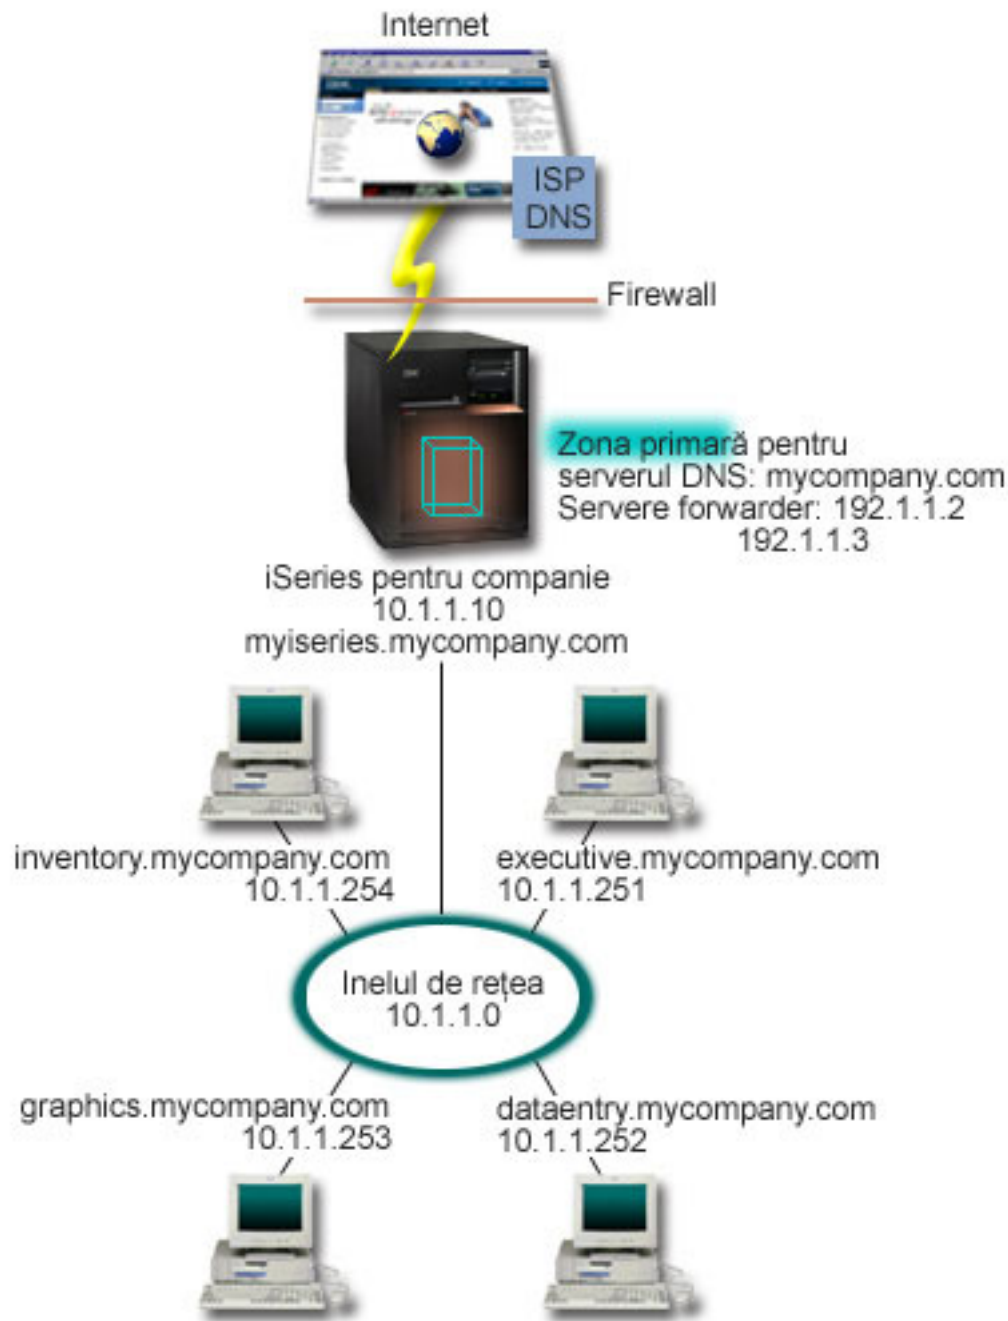 Internet
ISP
DNS
Firewall
Zona primară pentru
serverul DNS: mycompany.com
Servere forwarder: 192.1.1.2
192.1.1.3
iSeries pentru companie
10.1.1.10
myiseries.mycompany.com
inventory.mycompany.com
10.1.1.254
executive.mycompany.com
10.1.1.251
Inelul de rețea
10.1.1.0
graphics.mycompany.com
10.1.1.253
dataentry.mycompany.com
10.1.1.252